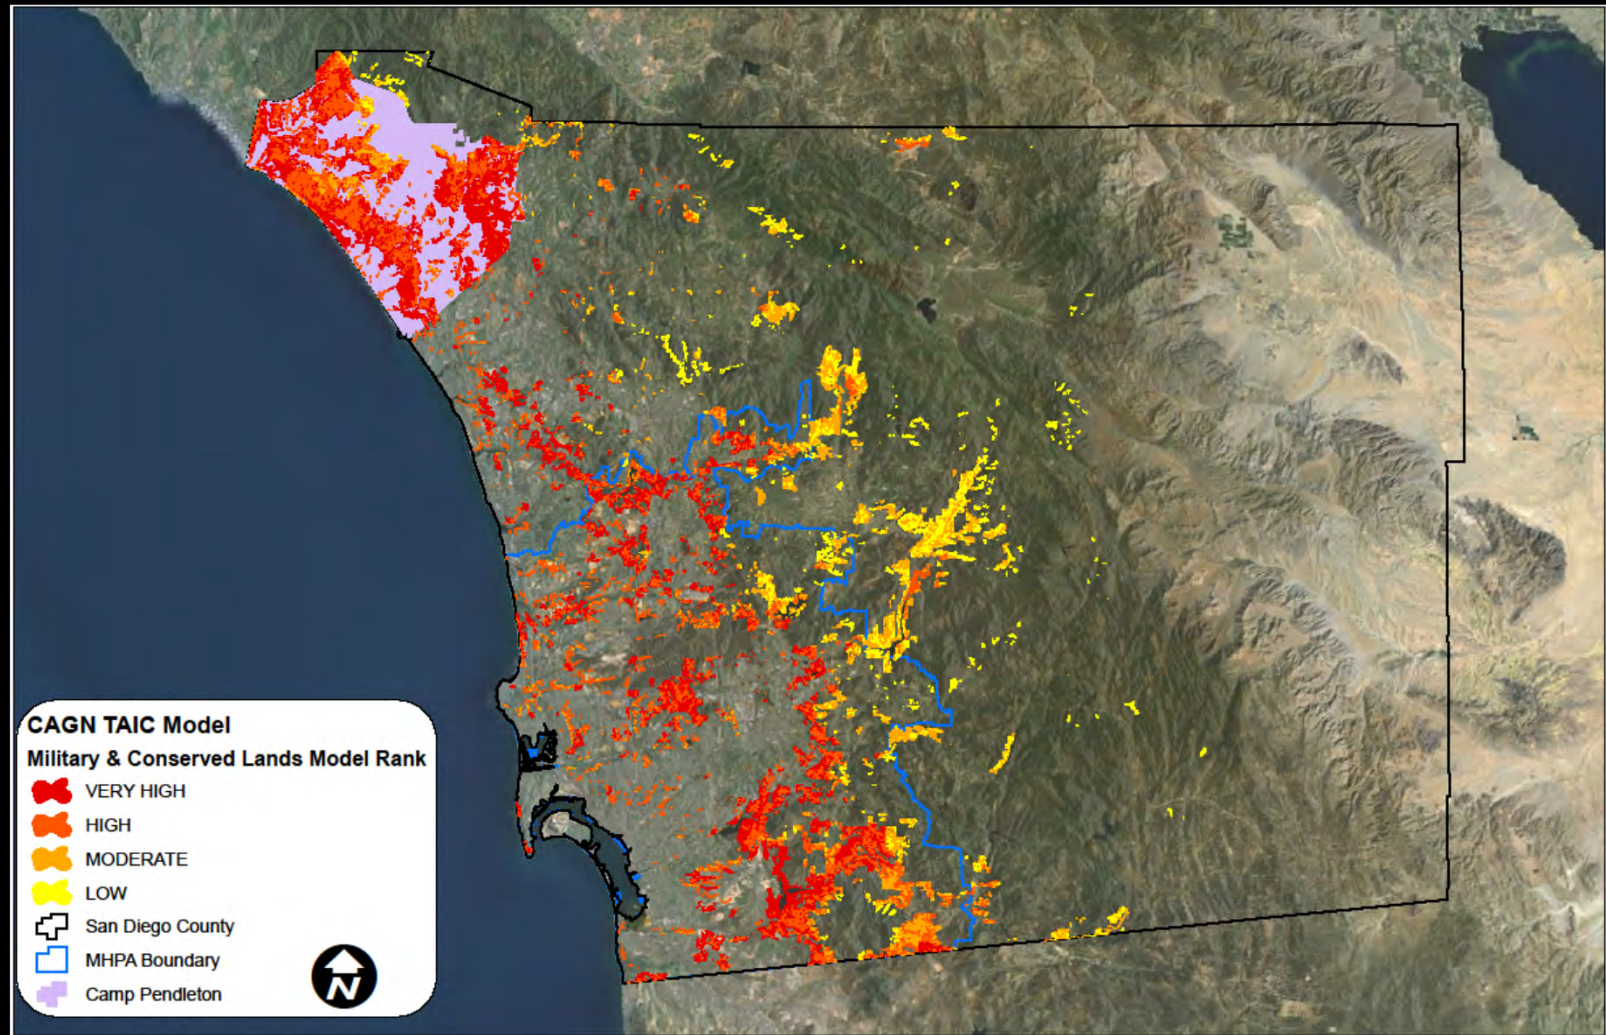 CAGN TAIC Model
Military & Conserved Lands Model Rank
VERY HIGH
HIGH
MODERATE
LOW
San Diego County
MHPA Boundary
Camp Pendleton
N